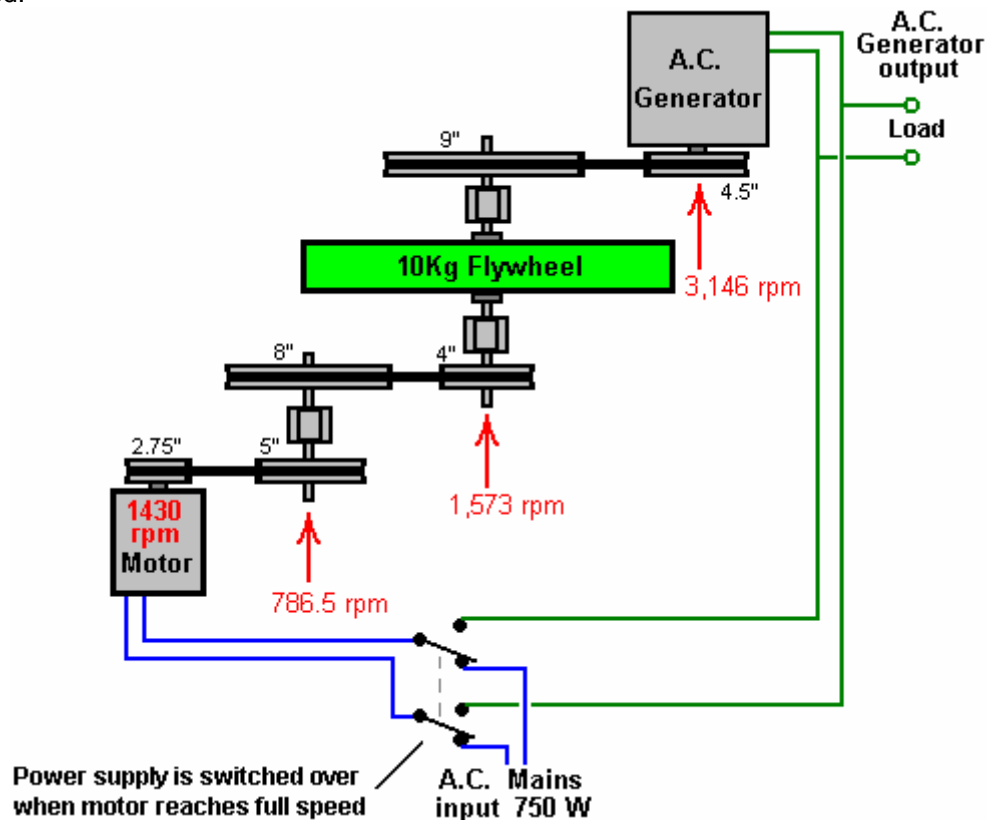 A.C.
Generator
output
A.C.
Generator
Load
9"
4.5"
10Kg Flywheel
3,146 rpm
8"
4"
2.75"
5"
1430
rpm
Motor
1,573 rpm
786.5 rpm
Power supply is switched over
when motor reaches full speed
A.C. Mains
input 750 W